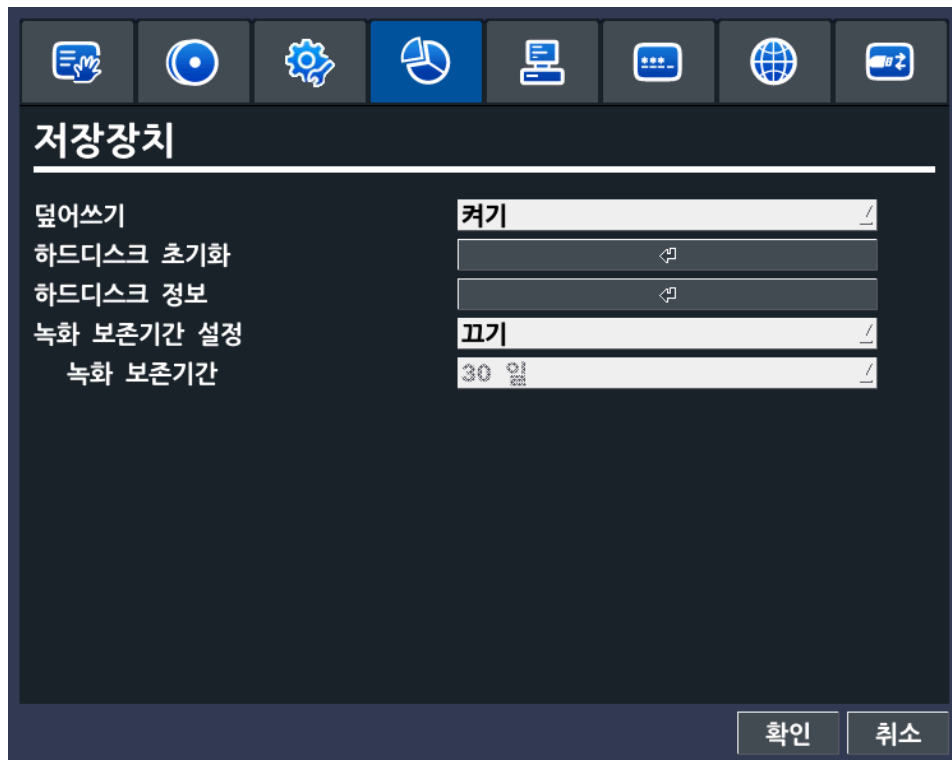 저장장치
덮어쓰기 켜기
하드디스크 초기화
하드디스크 정보
녹화 보존기간 설정 끄기
녹화 보존기간 30 일
확인 취소